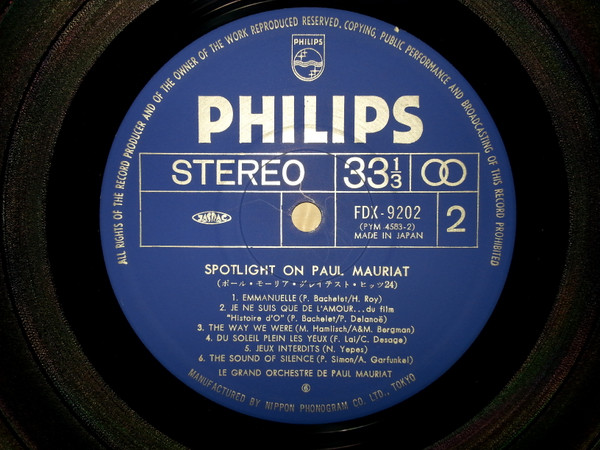 ALL RIGHTS OF THE RECORD PRODUCER AND OF THE OWNER OF THE WORK REPRODUCED RESERVED. COPYING, PUBLIC PERFORMANCE AND BROADCASTING OF THIS RECORD PROHIBITED
PHILIPS
PHILIPS
STEREO 33 1/3
FDX-9202
(PYM 4583-2)
MADE IN JAPAN
2
SPOTLIGHT ON PAUL MAURIAT
(ポール・モーリア・グレイテスト・ヒッツ24)
1. EMMANUELLE (P. Bachelet/H. Roy)
2. JE NE SUIS QUE DE L'AMOUR...du film
"Histoire d'O" (P. Bachelet/P. Delanoë)
3. THE WAY WE WERE (M. Hamlisch/A&M. Bergman)
4. DU SOLEIL PLEIN LES YEUX (F. Lai/C. Desage)
5. JEUX INTERDITS (N. Yepes)
6. THE SOUND OF SILENCE (P. Simon/A. Garfunkel)
LE GRAND ORCHESTRE DE PAUL MAURIAT
6
MANUFACTURED BY NIPPON PHONOGRAM CO. LTD., TOKYO